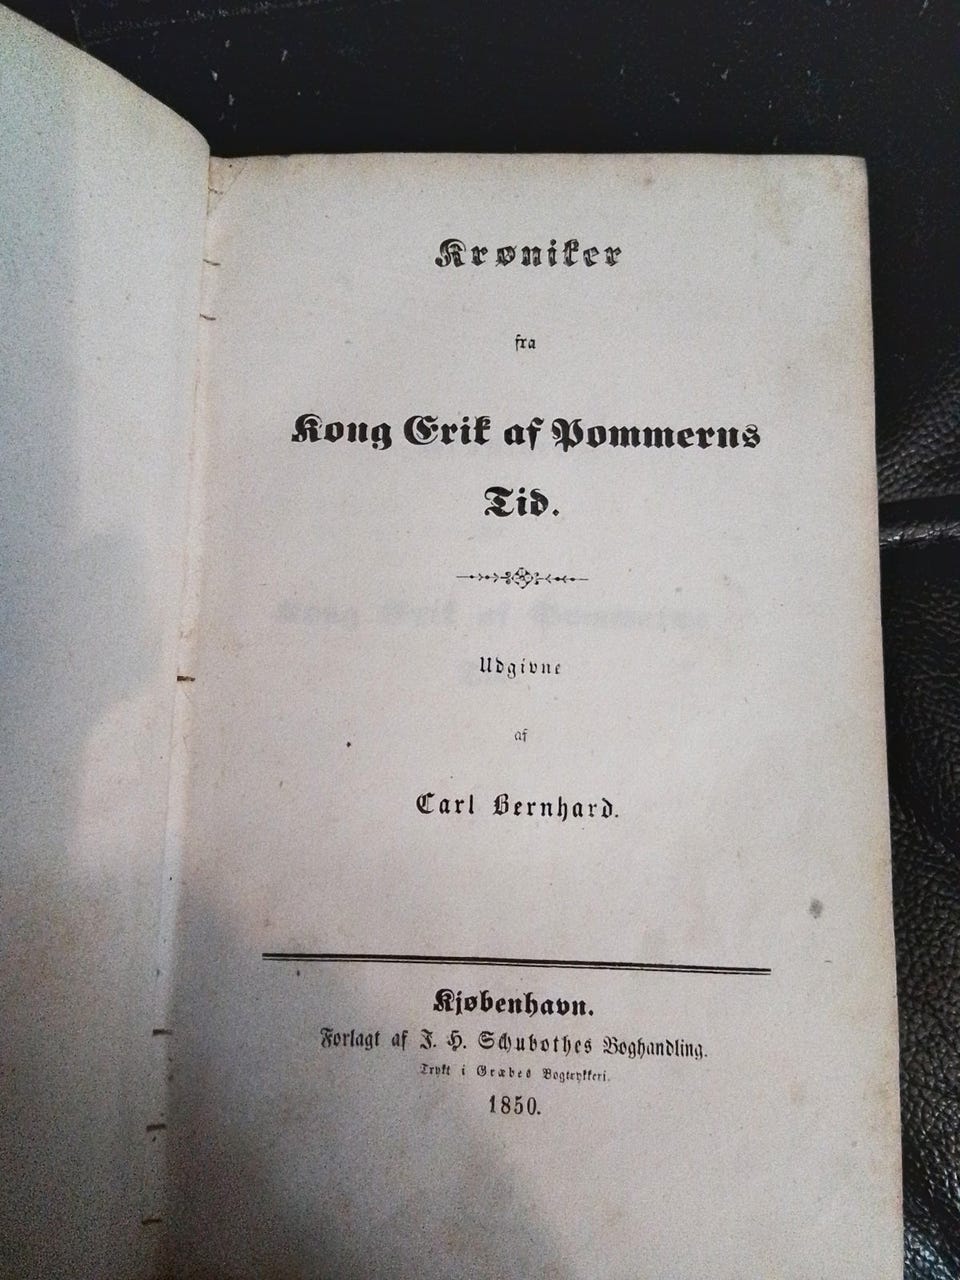 Krøniker
fra
Kong Erik af Pommerns
Tid.
Udgivne
af
Carl Bernhard.
Kjøbenhavn.
Forlagt af J. H. Schubothes Boghandling.
Trykt i Græbes Bogtrykkeri.
1850.